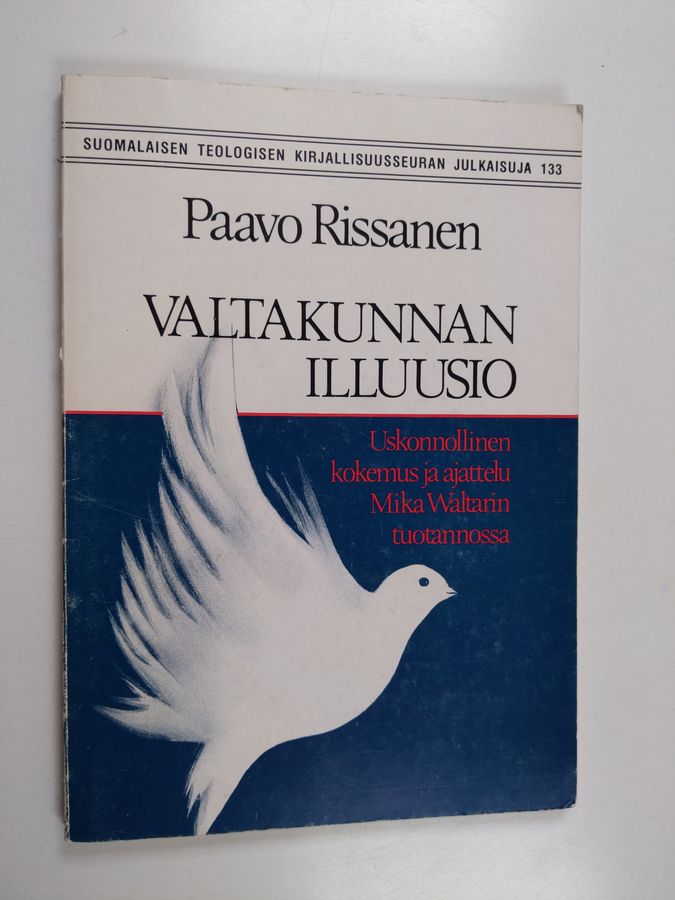 SUOMALAISEN TEOLOGISEN KIRJALLISUUSSEURAN JULKAISUJA 133
Paavo Rissanen
VALTAKUNNAN
ILLUUSIO
Uskonnollinen
kokemus ja ajattelu
Mika Waltarin
tuotannossa